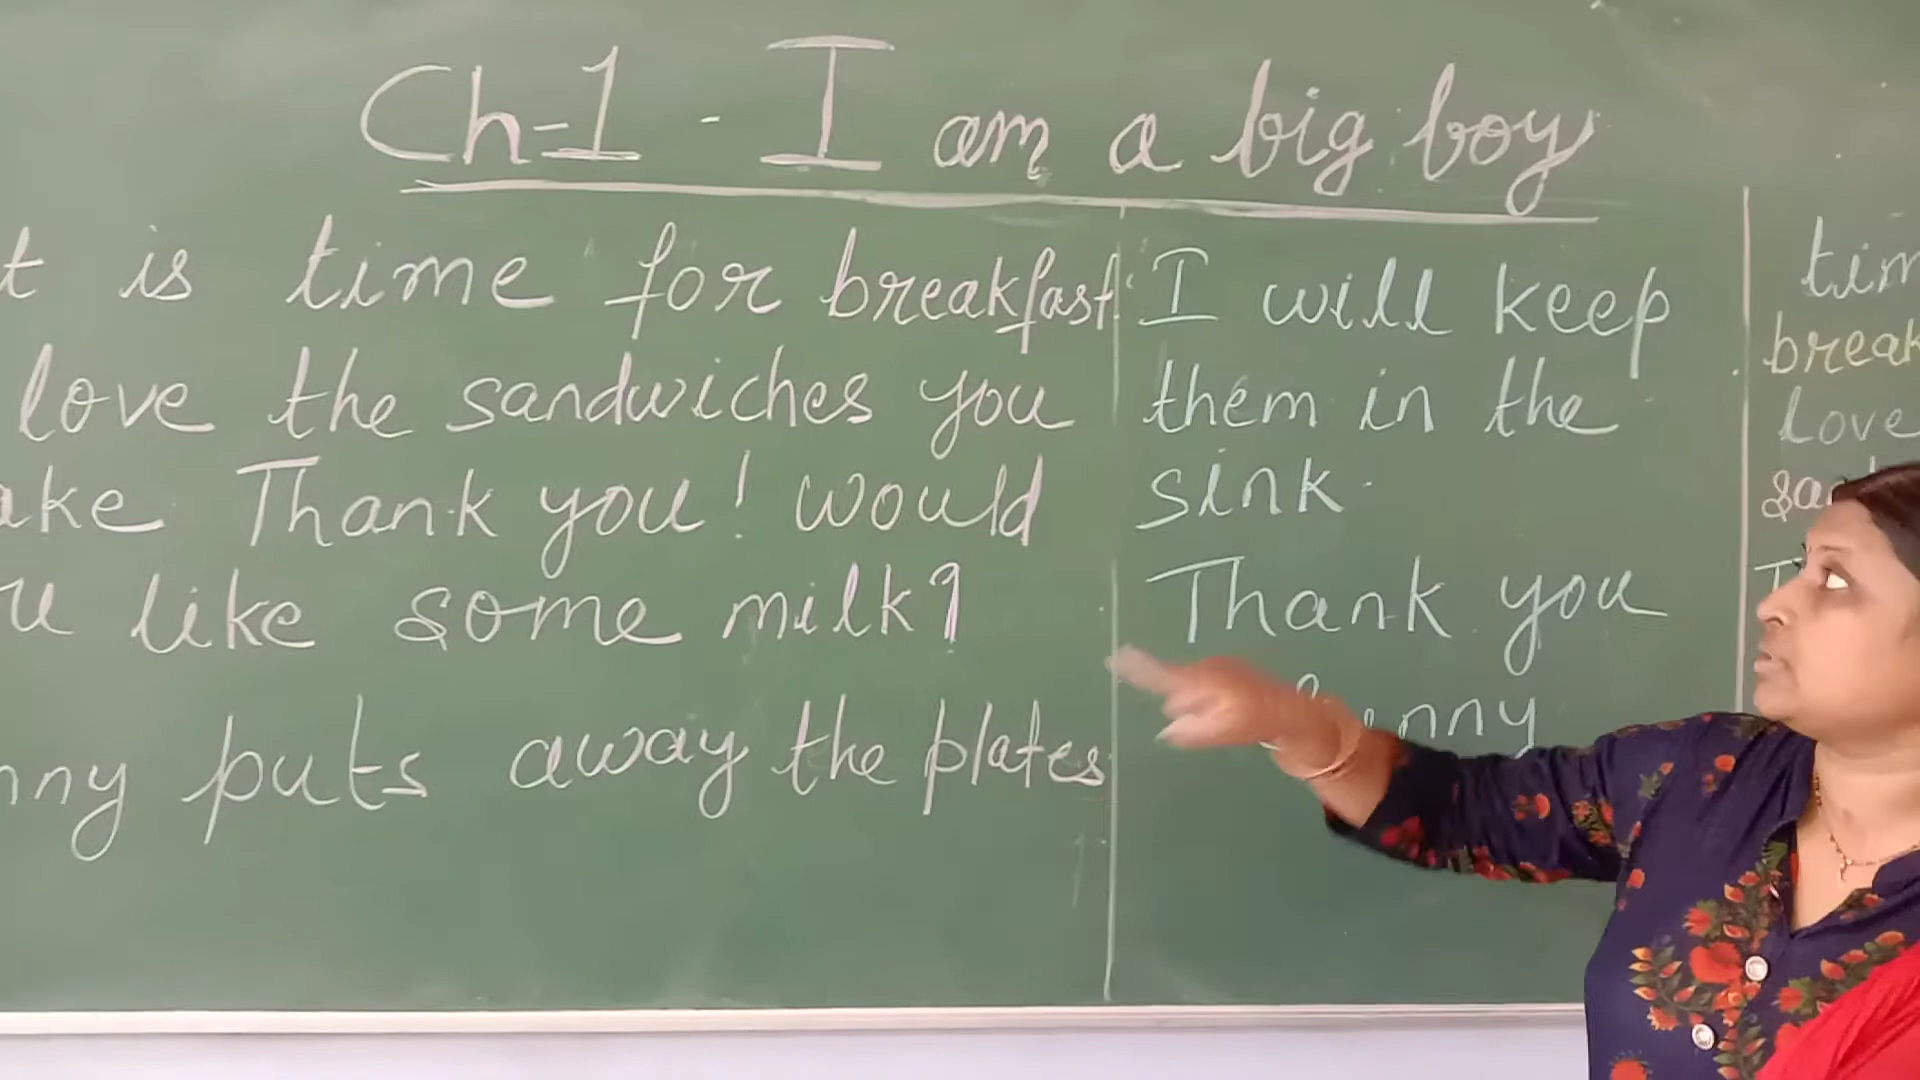 Ch-1 - I am a big boy
t is time for breakfast.
love the sandwiches you
ake Thank you! would
u like some milk?
nny puts away the plates
I will keep
them in the
sink.
Thank you
tim
break
love